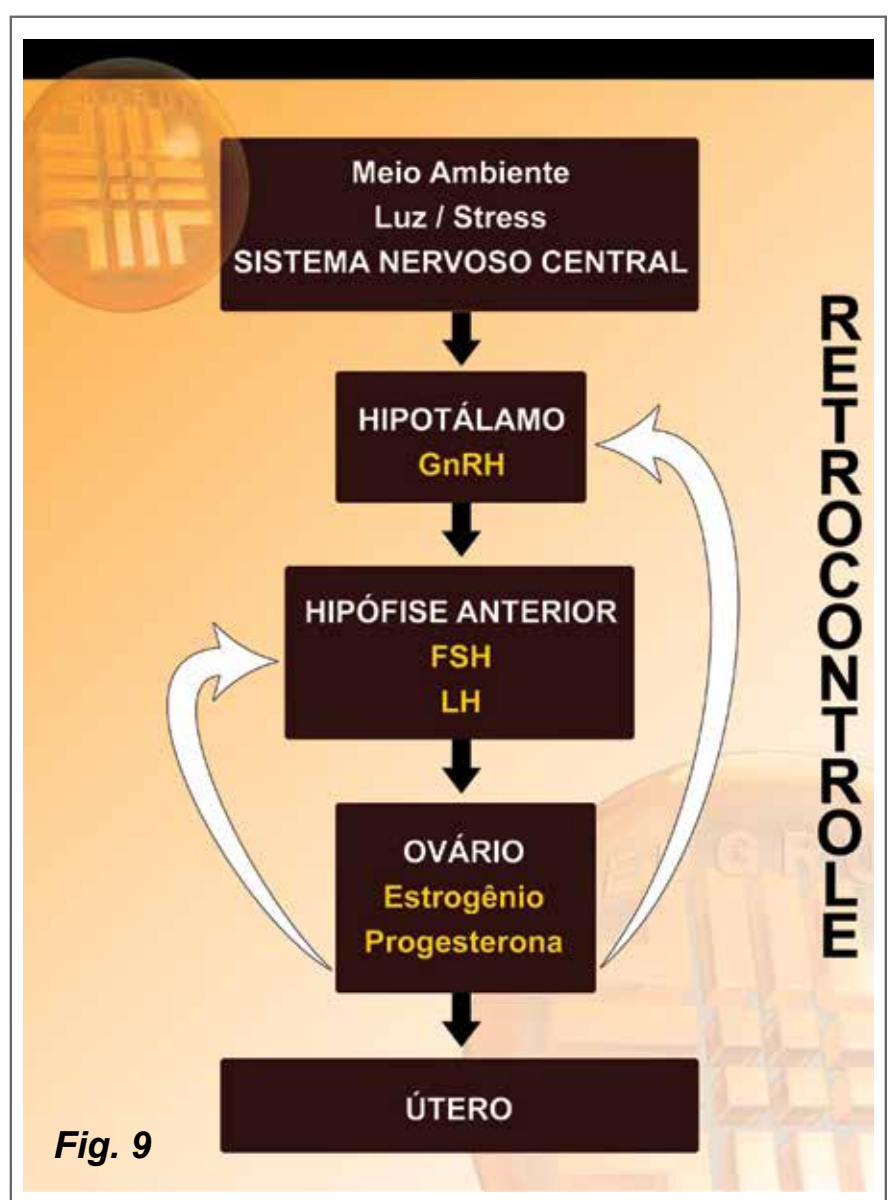 Meio Ambiente
Luz / Stress
SISTEMA NERVOSO CENTRAL
HIPOTÁLAMO
GnRH
HIPÓFISE ANTERIOR
FSH
LH
OVÁRIO
Estrogênio
Progesterona
ÚTERO
RETROCONTROLE
Fig. 9